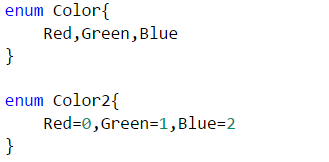 enum Color{
    Red,Green,Blue
}

enum Color2{
    Red=0,Green=1,Blue=2
}